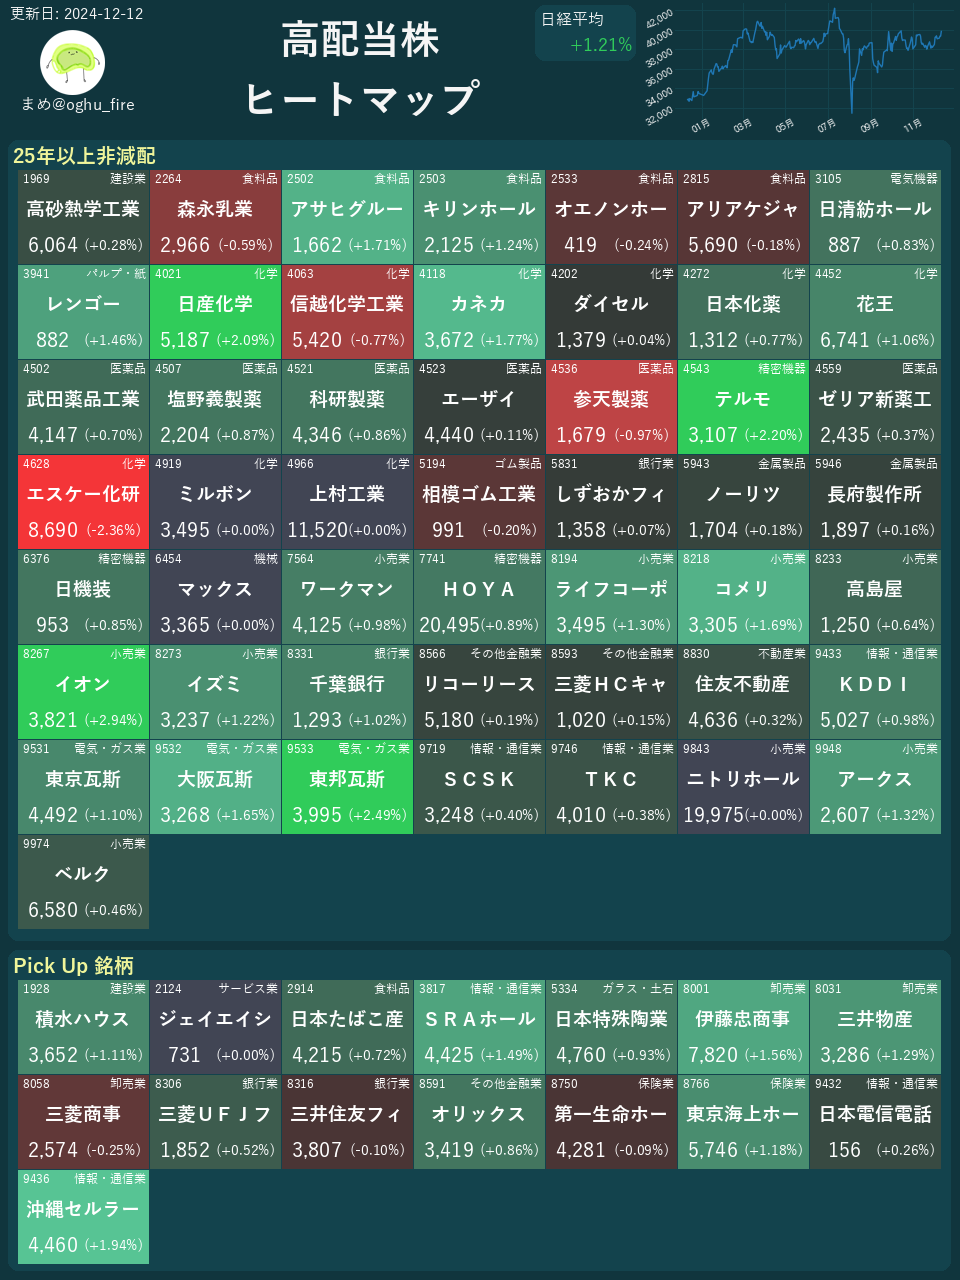 更新日: 2024-12-12
まめ@oghu_fire
高配当株
ヒートマップ
日経平均
+1.21%
42,000
40,000
38,000
36,000
34,000
32,000
01月 03月 05月 07月 09月 11月
25年以上非減配
1969 建設業 2264 食料品 2502 食料品 2503 食料品 2533 食料品 2815 食料品 3105 電気機器
高砂熱学工業 森永乳業 アサヒグルー キリンホール オエノンホー アリアケジャ 日清紡ホール
6,064 (+0.28%) 2,966 (-0.59%) 1,662 (+1.71%) 2,125 (+1.24%) 419 (-0.24%) 5,690 (-0.18%) 887 (+0.83%)
3941 パルプ・紙 4021 化学 4063 化学 4118 化学 4202 化学 4272 化学 4452 化学
レンゴー 日産化学 信越化学工業 カネカ ダイセル 日本化薬 花王
882 (+1.46%) 5,187 (+2.09%) 5,420 (-0.77%) 3,672 (+1.77%) 1,379 (+0.04%) 1,312 (+0.77%) 6,741 (+1.06%)
4502 医薬品 4507 医薬品 4521 医薬品 4523 医薬品 4536 医薬品 4543 精密機器 4559 医薬品
武田薬品工業 塩野義製薬 科研製薬 エーザイ 参天製薬 テルモ ゼリア新薬工
4,147 (+0.70%) 2,204 (+0.87%) 4,346 (+0.86%) 4,440 (+0.11%) 1,679 (-0.97%) 3,107 (+2.20%) 2,435 (+0.37%)
4628 化学 4919 化学 4966 化学 5194 ゴム製品 5831 銀行業 5943 金属製品 5946 金属製品
エスケー化研 ミルボン 上村工業 相模ゴム工業 しずおかフィ ノーリツ 長府製作所
8,690 (-2.36%) 3,495 (+0.00%) 11,520(+0.00%) 991 (-0.20%) 1,358 (+0.07%) 1,704 (+0.18%) 1,897 (+0.16%)
6376 精密機器 6454 機械 7564 小売業 7741 精密機器 8194 小売業 8218 小売業 8233 小売業
日機装 マックス ワークマン ＨＯＹＡ ライフコーポ コメリ 高島屋
953 (+0.85%) 3,365 (+0.00%) 4,125 (+0.98%) 20,495(+0.89%) 3,495 (+1.30%) 3,305 (+1.69%) 1,250 (+0.64%)
8267 小売業 8273 小売業 8331 銀行業 8566 その他金融業 8593 その他金融業 8830 不動産業 9433 情報・通信業
イオン イズミ 千葉銀行 リコーリース 三菱ＨＣキャ 住友不動産 ＫＤＤＩ
3,821 (+2.94%) 3,237 (+1.22%) 1,293 (+1.02%) 5,180 (+0.19%) 1,020 (+0.15%) 4,636 (+0.32%) 5,027 (+0.98%)
9531 電気・ガス業 9532 電気・ガス業 9533 電気・ガス業 9719 情報・通信業 9746 情報・通信業 9843 小売業 9948 小売業
東京瓦斯 大阪瓦斯 東邦瓦斯 ＳＣＳＫ ＴＫＣ ニトリホール アークス
4,492 (+1.10%) 3,268 (+1.65%) 3,995 (+2.49%) 3,248 (+0.40%) 4,010 (+0.38%) 19,975(+0.00%) 2,607 (+1.32%)
9974 小売業
ベルク
6,580 (+0.46%)
Pick Up 銘柄
1928 建設業 2124 サービス業 2914 食料品 3817 情報・通信業 5334 ガラス・土石 8001 卸売業 8031 卸売業
積水ハウス ジェイエイシ 日本たばこ産 ＳＲＡホール 日本特殊陶業 伊藤忠商事 三井物産
3,652 (+1.11%) 731 (+0.00%) 4,215 (+0.72%) 4,425 (+1.49%) 4,760 (+0.93%) 7,820 (+1.56%) 3,286 (+1.29%)
8058 卸売業 8306 銀行業 8316 銀行業 8591 その他金融業 8750 保険業 8766 保険業 9432 情報・通信業
三菱商事 三菱ＵＦＪフ 三井住友フィ オリックス 第一生命ホー 東京海上ホー 日本電信電話
2,574 (-0.25%) 1,852 (+0.52%) 3,807 (-0.10%) 3,419 (+0.86%) 4,281 (-0.09%) 5,746 (+1.18%) 156 (+0.26%)
9436 情報・通信業
沖縄セルラー
4,460 (+1.94%)